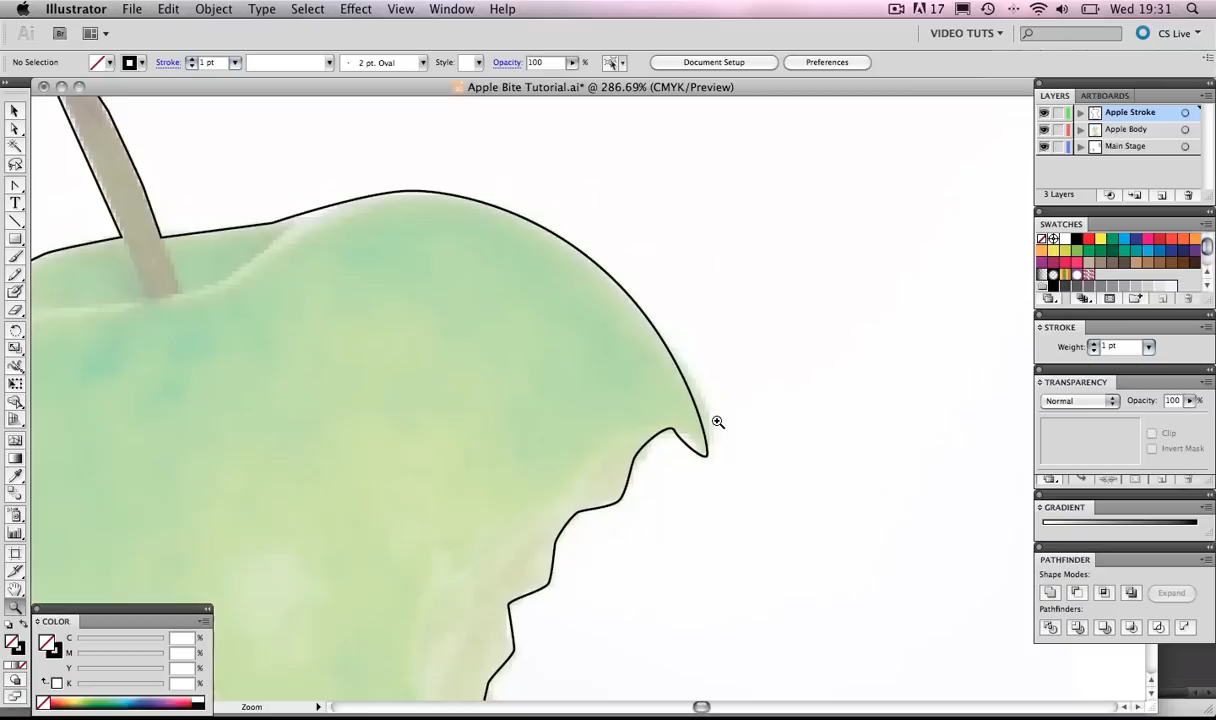 Illustrator File Edit Object Type Select Effect View Window Help 17 Wed 19:31
Ai Br VIDEO TUTS CS Live
No Selection Stroke: 1 pt 2 pt. Oval Style: Opacity: 100 % Document Setup Preferences
Apple Bite Tutorial.ai* @ 286.69% (CMYK/Preview)
LAYERS ARTBOARDS
Apple Stroke
Apple Body
Main Stage
3 Layers
SWATCHES
STROKE
Weight: 1 pt
TRANSPARENCY
Normal Opacity: 100 %
Clip
Invert Mask
GRADIENT
PATHFINDER
Shape Modes:
Expand
Pathfinders:
COLOR
C %
M %
Y %
K %
Zoom